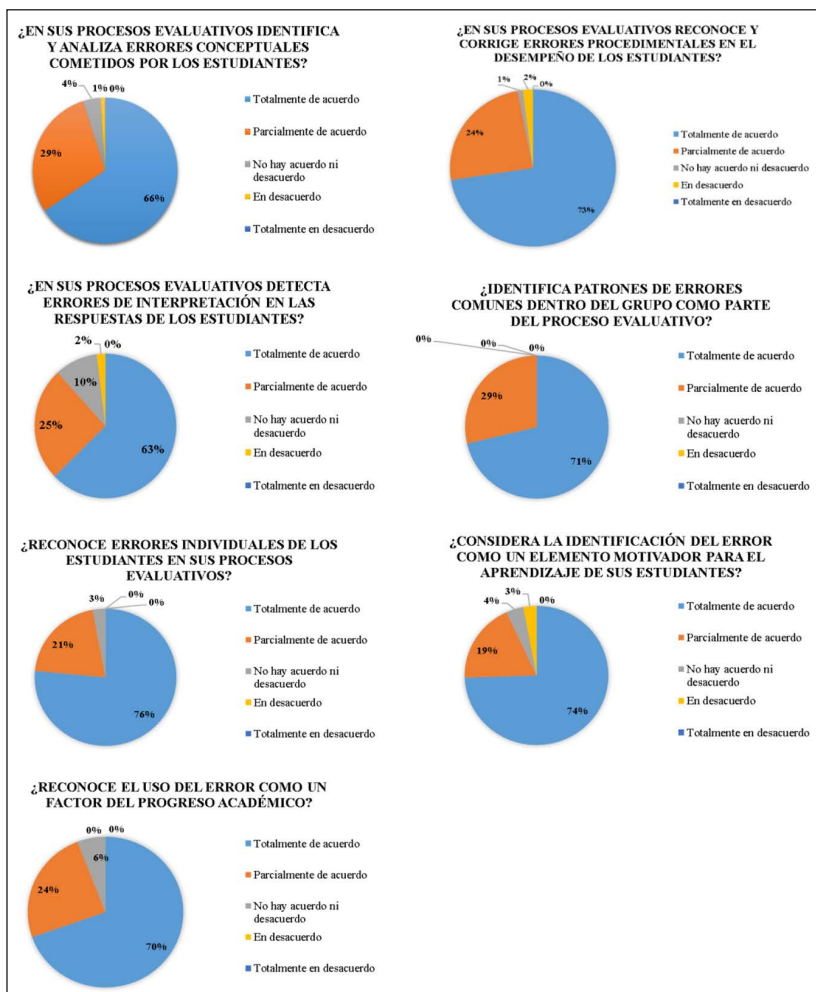 ¿EN SUS PROCESOS EVALUATIVOS IDENTIFICA
Y ANALIZA ERRORES CONCEPTUALES
COMETIDOS POR LOS ESTUDIANTES?
4%
1%
0%
29%
66%
Totalmente de acuerdo
Parcialmente de acuerdo
No hay acuerdo ni
desacuerdo
En desacuerdo
Totalmente en desacuerdo
¿EN SUS PROCESOS EVALUATIVOS RECONOCE Y
CORRIGE ERRORES PROCEDIMENTALES EN EL
DESEMPEÑO DE LOS ESTUDIANTES?
1%
2%
0%
24%
73%
Totalmente de acuerdo
Parcialmente de acuerdo
No hay acuerdo ni desacuerdo
En desacuerdo
Totalmente en desacuerdo
¿EN SUS PROCESOS EVALUATIVOS DETECTA
ERRORES DE INTERPRETACIÓN EN LAS
RESPUESTAS DE LOS ESTUDIANTES?
2%
0%
10%
25%
63%
Totalmente de acuerdo
Parcialmente de acuerdo
No hay acuerdo ni
desacuerdo
En desacuerdo
Totalmente en desacuerdo
¿IDENTIFICA PATRONES DE ERRORES
COMUNES DENTRO DEL GRUPO COMO PARTE
DEL PROCESO EVALUATIVO?
0%
0%
0%
29%
71%
Totalmente de acuerdo
Parcialmente de acuerdo
No hay acuerdo ni
desacuerdo
En desacuerdo
Totalmente en desacuerdo
¿RECONOCE ERRORES INDIVIDUALES DE LOS
ESTUDIANTES EN SUS PROCESOS
EVALUATIVOS?
3%
0%
0%
21%
76%
Totalmente de acuerdo
Parcialmente de acuerdo
No hay acuerdo ni
desacuerdo
En desacuerdo
Totalmente en desacuerdo
¿CONSIDERA LA IDENTIFICACIÓN DEL ERROR
COMO UN ELEMENTO MOTIVADOR PARA EL
APRENDIZAJE DE SUS ESTUDIANTES?
4%
3%
0%
19%
74%
Totalmente de acuerdo
Parcialmente de acuerdo
No hay acuerdo ni
desacuerdo
En desacuerdo
Totalmente en desacuerdo
¿RECONOCE EL USO DEL ERROR COMO UN
FACTOR DEL PROGRESO ACADÉMICO?
0%
0%
6%
24%
70%
Totalmente de acuerdo
Parcialmente de acuerdo
No hay acuerdo ni
desacuerdo
En desacuerdo
Totalmente en desacuerdo